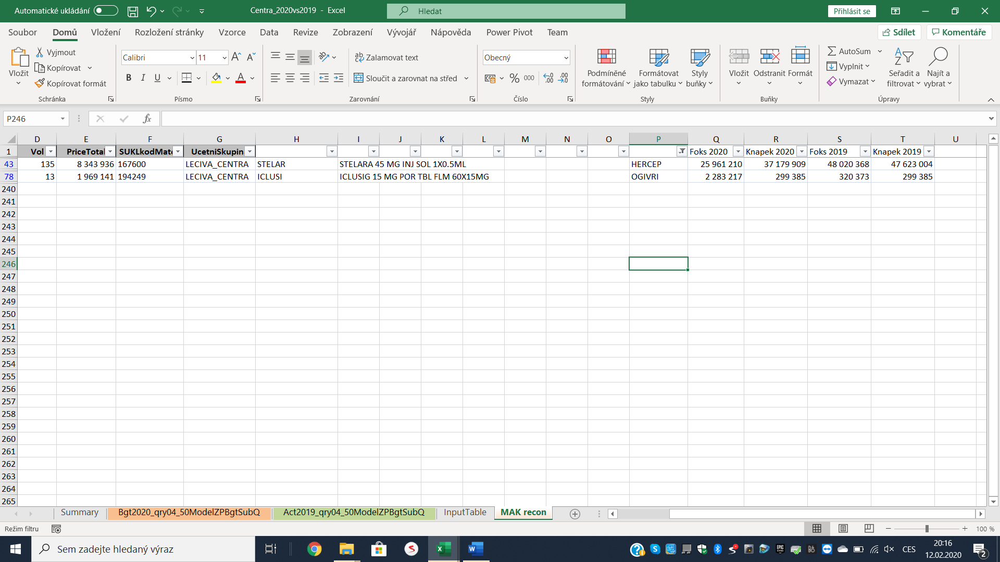 Automatické ukládání
Centra_2020vs2019 - Excel
Hledat
Přihlásit se
Soubor Domů Vložení Rozložení stránky Vzorce Data Revize Zobrazení Vývojář Nápověda Power Pivot Team Sdílet Komentáře
Vložit
Vyjmout
Kopírovat
Kopírovat formát
Schránka
Calibri 11
B I U
Písmo
Zalamovat text
Sloučit a zarovnat na střed
Zarovnání
Obecný
% 000
Číslo
Podmíněné formátování
Formátovat jako tabulku
Styly buňky
Styly
Vložit Odstranit Formát
Buňky
AutoSum
Vyplnit
Vymazat
Seřadit a filtrovat
Najít a vybrat
Úpravy
P246 fx
D E F G H I J K L M N O P Q R S T U
1 Vol PriceTotal SUKLkodMate UcetniSkupin Foks 2020 Knapek 2020 Foks 2019 Knapek 2019
43 135 8 343 936 167600 LECIVA_CENTRA STELAR STELARA 45 MG INJ SOL 1X0.5ML HERCEP 25 961 210 37 179 909 48 020 368 47 623 004
78 13 1 969 141 194249 LECIVA_CENTRA ICLUSI ICLUSIG 15 MG POR TBL FLM 60X15MG OGIVRI 2 283 217 299 385 320 373 299 385
240
241
242
243
244
245
246
247
248
249
250
251
252
253
254
255
256
257
258
259
260
261
262
263
264
265
Summary Bgt2020_qry04_50ModelZPBgtSubQ Act2019_qry04_50ModelZPBgtSubQ InputTable MAK recon
Režim filtru
100 %
Sem zadejte hledaný výraz
CES
20:16
12.02.2020
2